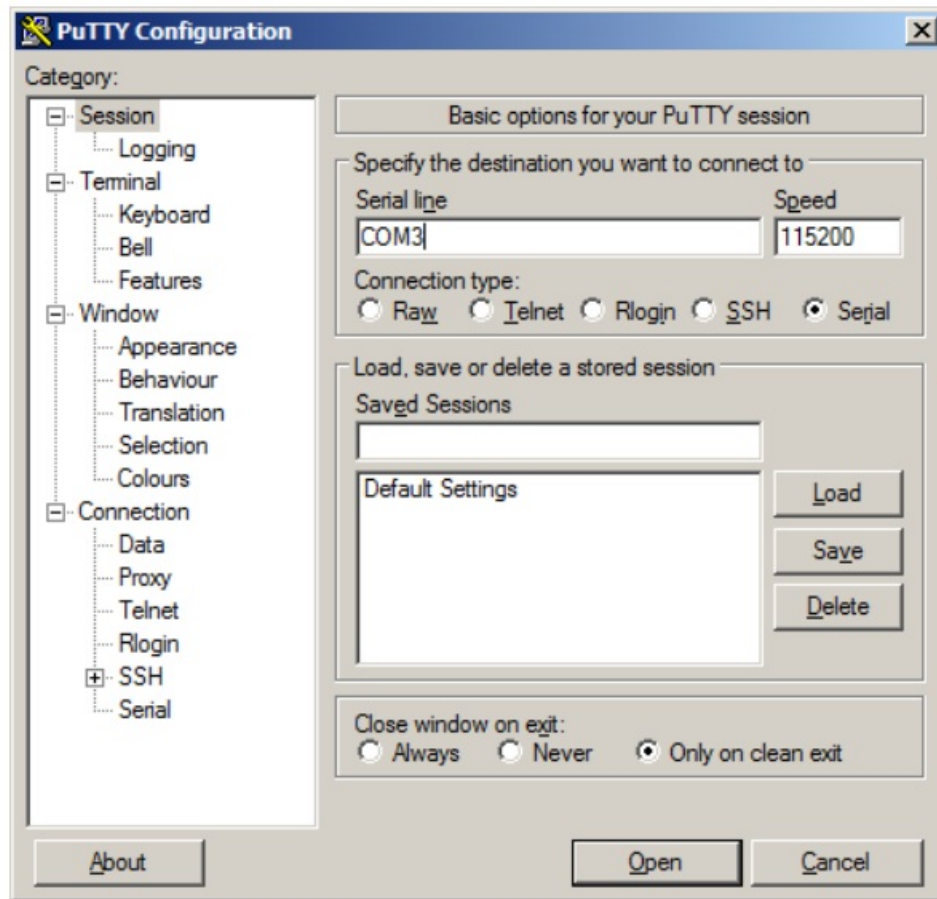 PuTTY Configuration
Category:
Session
Logging
Terminal
Keyboard
Bell
Features
Window
Appearance
Behaviour
Translation
Selection
Colours
Connection
Data
Proxy
Telnet
Rlogin
SSH
Serial
Basic options for your PuTTY session
Specify the destination you want to connect to
Serial line Speed
COM3 115200
Connection type:
Raw Telnet Rlogin SSH Serial
Load, save or delete a stored session
Saved Sessions
Default Settings
Load
Save
Delete
Close window on exit:
Always Never Only on clean exit
About Open Cancel